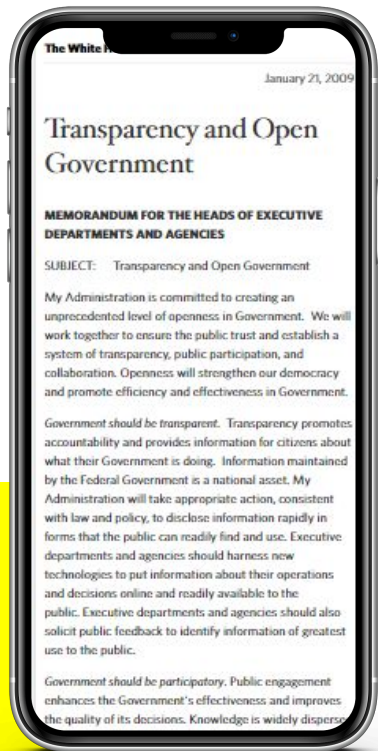 The White H
January 21, 2009
Transparency and Open
Government
MEMORANDUM FOR THE HEADS OF EXECUTIVE
DEPARTMENTS AND AGENCIES
SUBJECT: Transparency and Open Government
My Administration is committed to creating an
unprecedented level of openness in Government. We will
work together to ensure the public trust and establish a
system of transparency, public participation, and
collaboration. Openness will strengthen our democracy
and promote efficiency and effectiveness in Government.
Government should be transparent. Transparency promotes
accountability and provides information for citizens about
what their Government is doing. Information maintained
by the Federal Government is a national asset. My
Administration will take appropriate action, consistent
with law and policy, to disclose information rapidly in
forms that the public can readily find and use. Executive
departments and agencies should harness new
technologies to put information about their operations
and decisions online and readily available to the
public. Executive departments and agencies should also
solicit public feedback to identify information of greatest
use to the public.
Government should be participatory. Public engagement
enhances the Government's effectiveness and improves
the quality of its decisions. Knowledge is widely disperse